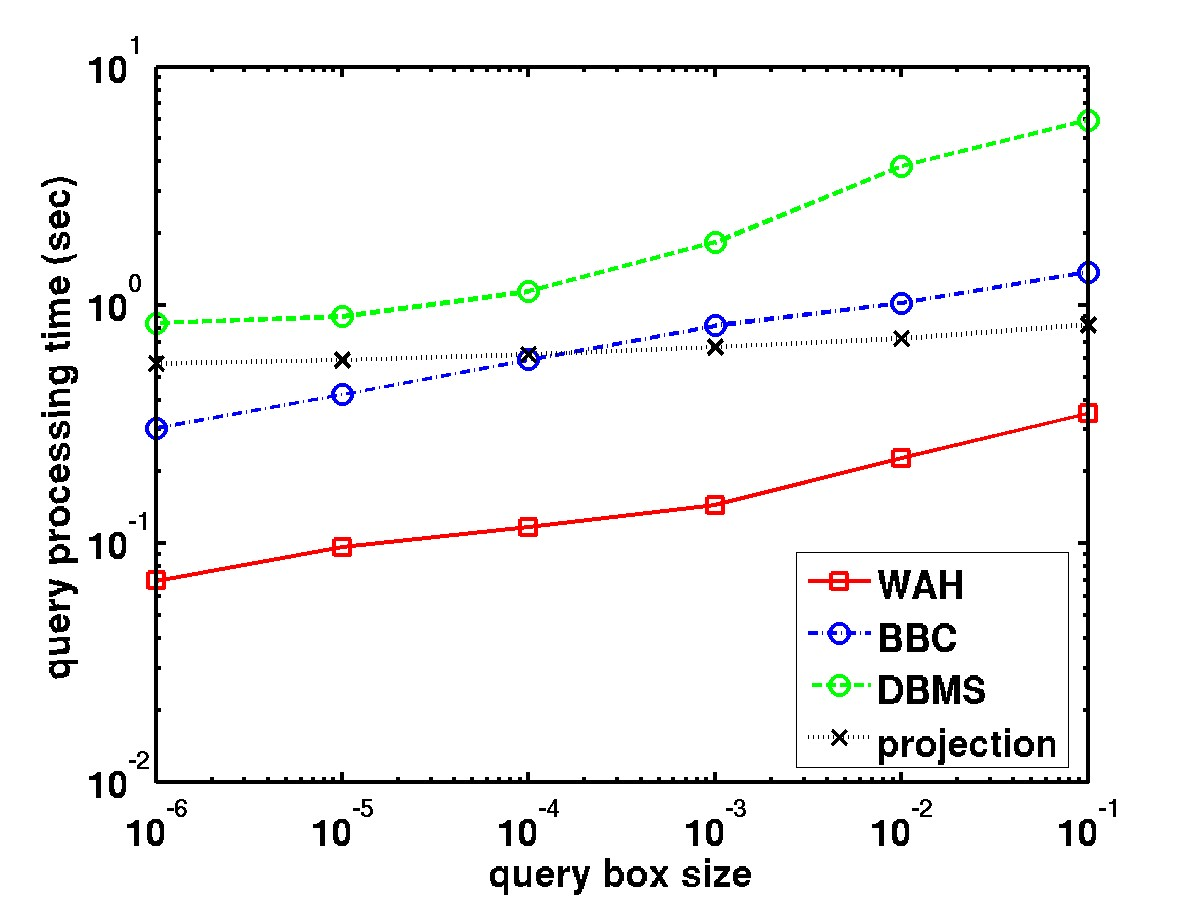 10^1
10^0
10^-1
10^-2
query processing time (sec)
WAH
BBC
DBMS
projection
10^-6 10^-5 10^-4 10^-3 10^-2 10^-1
query box size